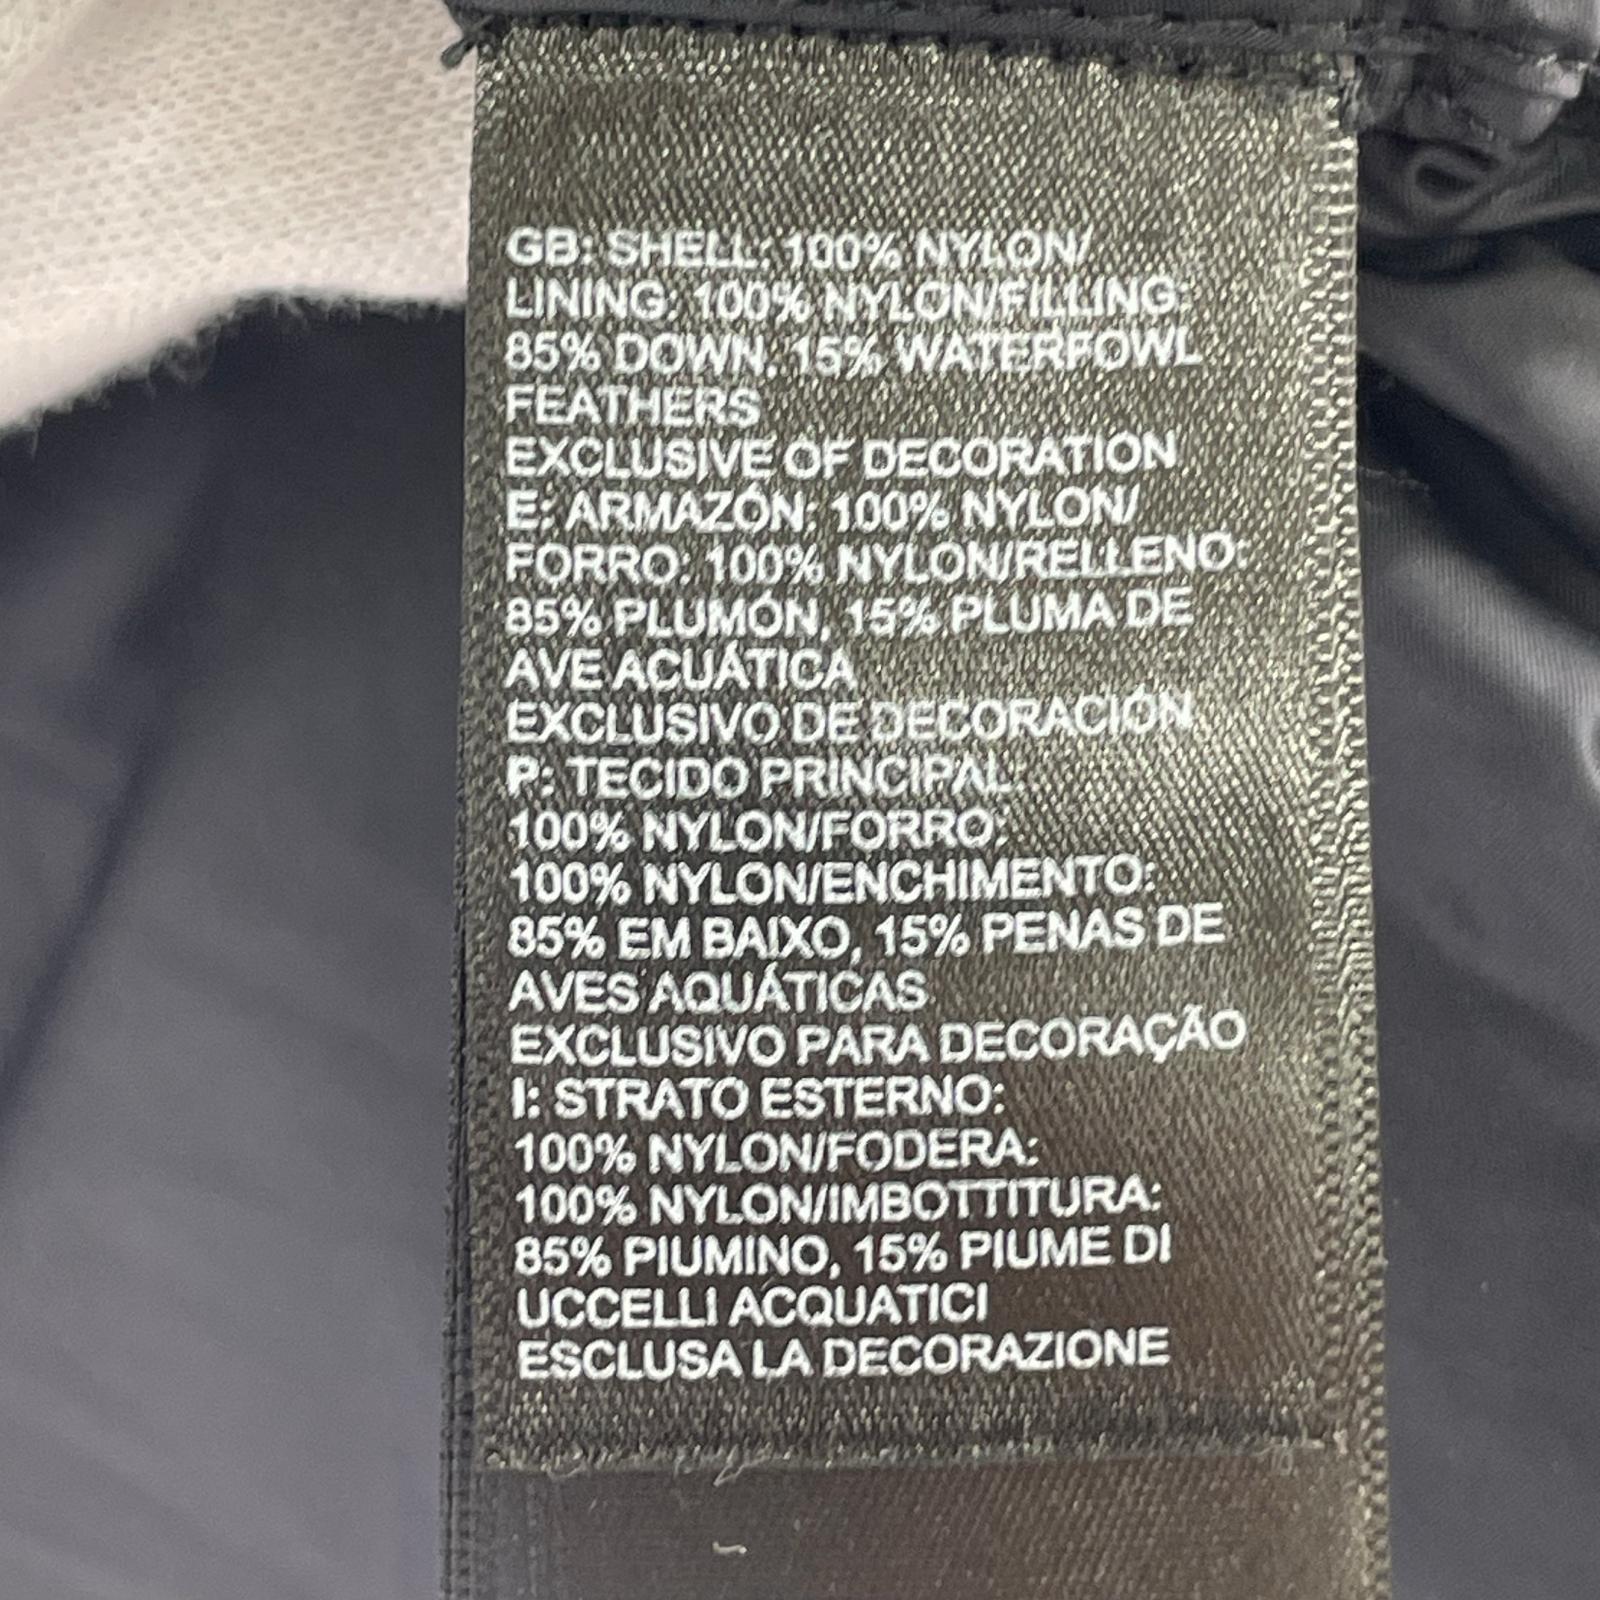 GB: SHELL: 100% NYLON/
LINING: 100% NYLON/FILLING:
85% DOWN, 15% WATERFOWL
FEATHERS
EXCLUSIVE OF DECORATION
E: ARMAZÓN: 100% NYLON/
FORRO: 100% NYLON/RELLENO:
85% PLUMÓN, 15% PLUMA DE
AVE ACUÁTICA
EXCLUSIVO DE DECORACIÓN
P: TECIDO PRINCIPAL:
100% NYLON/FORRO:
100% NYLON/ENCHIMENTO:
85% EM BAIXO, 15% PENAS DE
AVES AQUÁTICAS
EXCLUSIVO PARA DECORAÇÃO
I: STRATO ESTERNO:
100% NYLON/FODERA:
100% NYLON/IMBOTTITURA:
85% PIUMINO, 15% PIUME DI
UCCELLI ACQUATICI
ESCLUSA LA DECORAZIONE